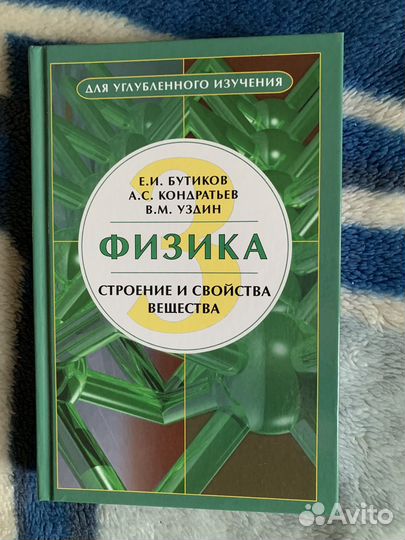 ДЛЯ УГЛУБЛЕННОГО ИЗУЧЕНИЯ
Е.И. БУТИКОВ
А.С. КОНДРАТЬЕВ
В.М. УЗДИН
3
ФИЗИКА
СТРОЕНИЕ И СВОЙСТВА
ВЕЩЕСТВА
Avito